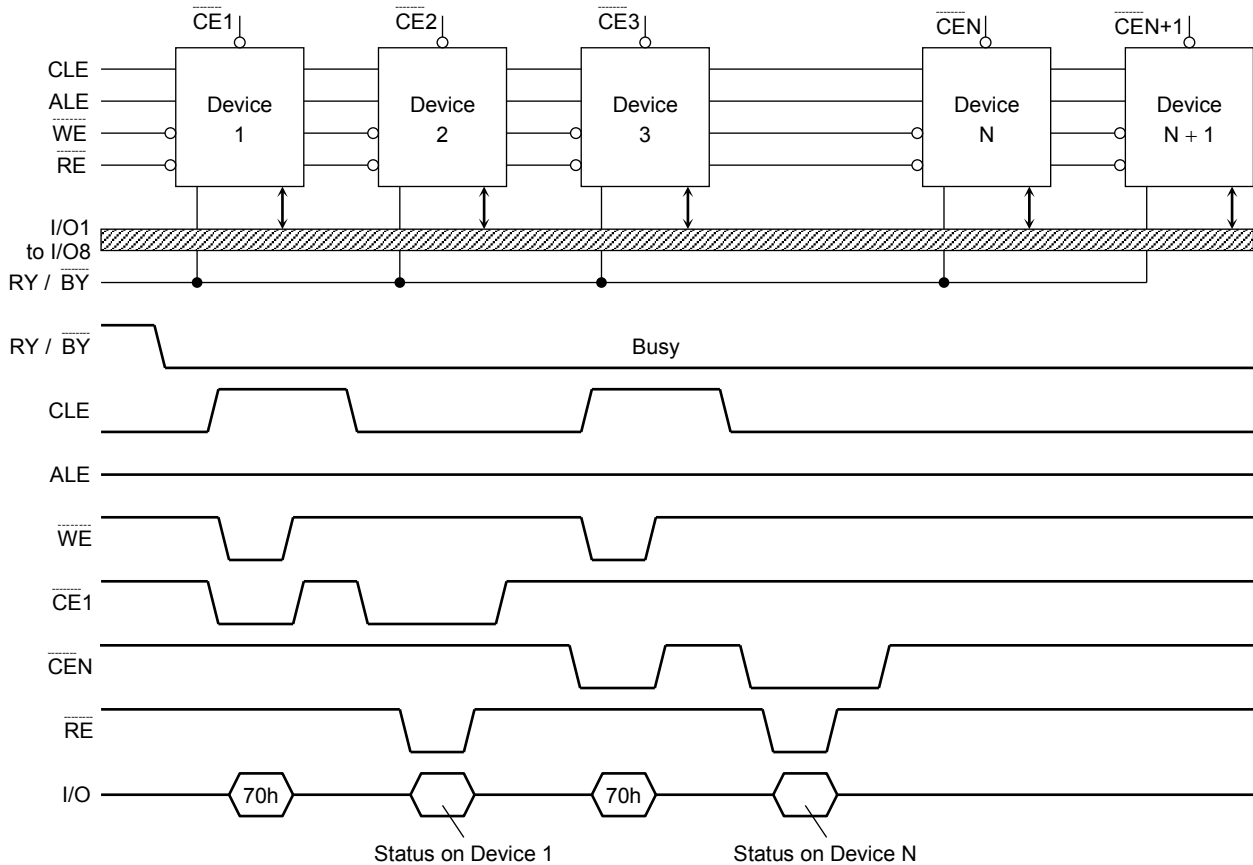 CE1 CE2 CE3 CEN CEN+1
CLE
ALE
WE
RE
Device 1
Device 2
Device 3
Device N
Device N + 1
I/O1
to I/O8
RY / BY
RY / BY
Busy
CLE
ALE
WE
CE1
CEN
RE
I/O
70h
70h
Status on Device 1
Status on Device N